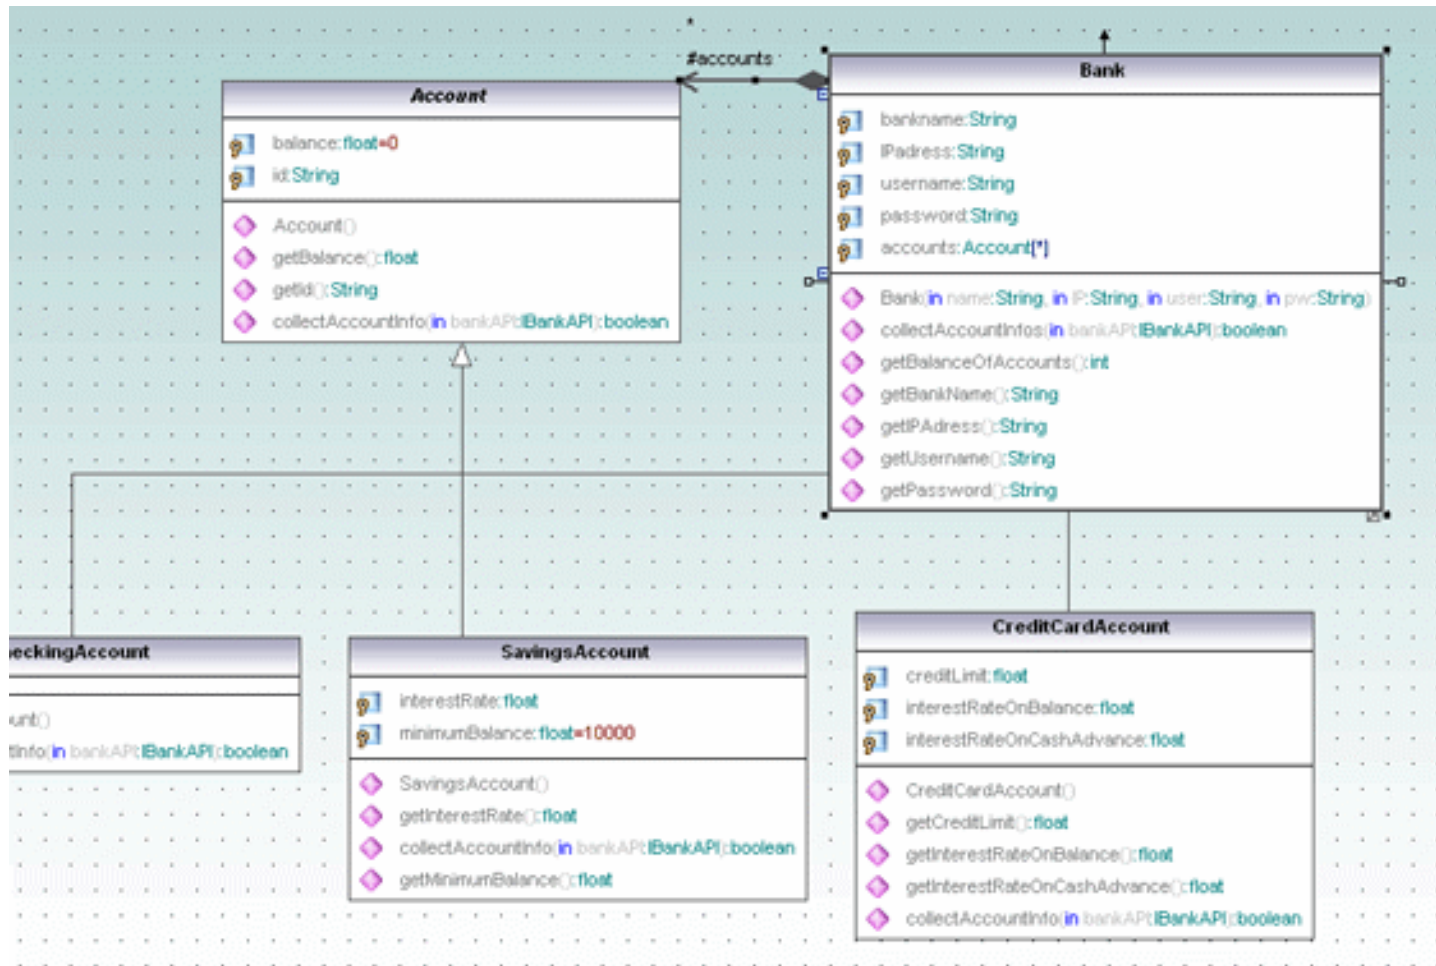 *
#accounts
Account
balance:float=0
id:String
Account()
getBalance():float
getId():String
collectAccountInfo(in bankAPI:IBankAPI):boolean
Bank
bankname:String
IPadress:String
username:String
password:String
accounts:Account[*]
Bank(in name:String, in IP:String, in user:String, in pw:String)
collectAccountInfos(in bankAPI:IBankAPI):boolean
getBalanceOfAccounts():int
getBankName():String
getIPAdress():String
getUsername():String
getPassword():String
eckingAccount
unt()
tInfo(in bankAPI:IBankAPI):boolean
SavingsAccount
interestRate:float
minimumBalance:float=10000
SavingsAccount()
getInterestRate():float
collectAccountInfo(in bankAPI:IBankAPI):boolean
getMinimumBalance():float
CreditCardAccount
creditLimit:float
interestRateOnBalance:float
interestRateOnCashAdvance:float
CreditCardAccount()
getCreditLimit():float
getInterestRateOnBalance():float
getInterestRateOnCashAdvance():float
collectAccountInfo(in bankAPI:IBankAPI):boolean